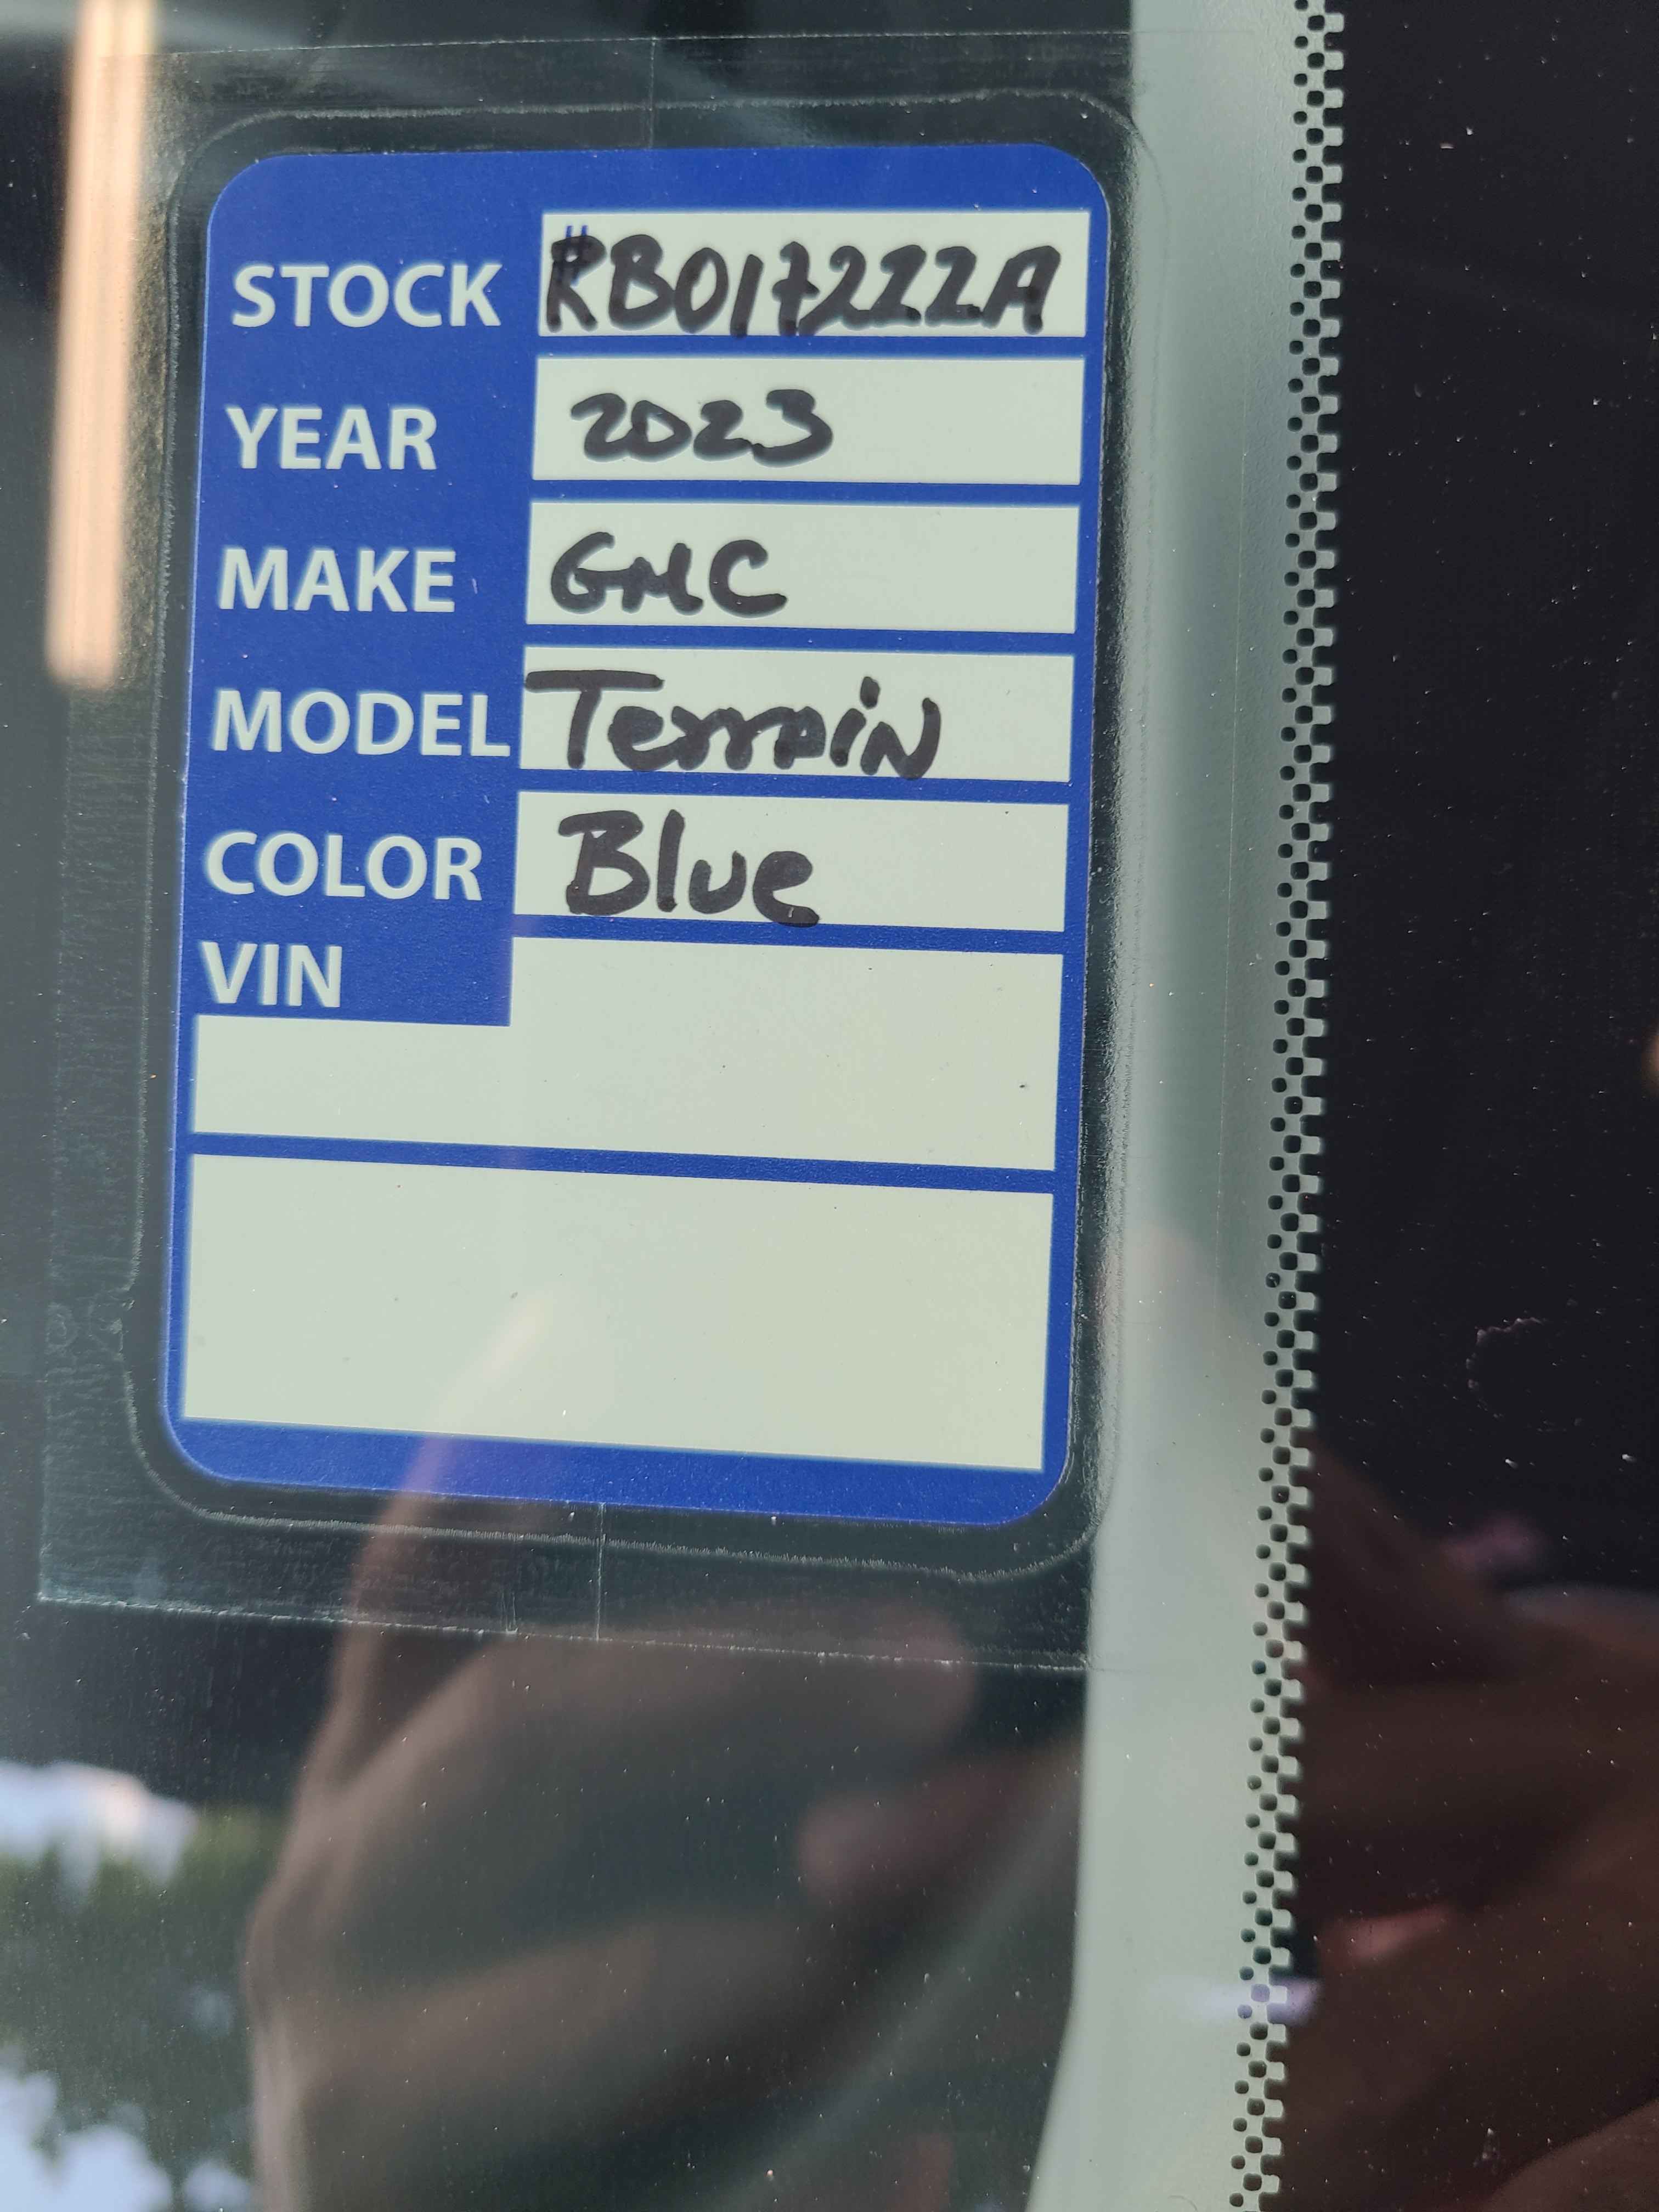 STOCK # RB017222A
YEAR 2023
MAKE GMC
MODEL Terrain
COLOR Blue
VIN